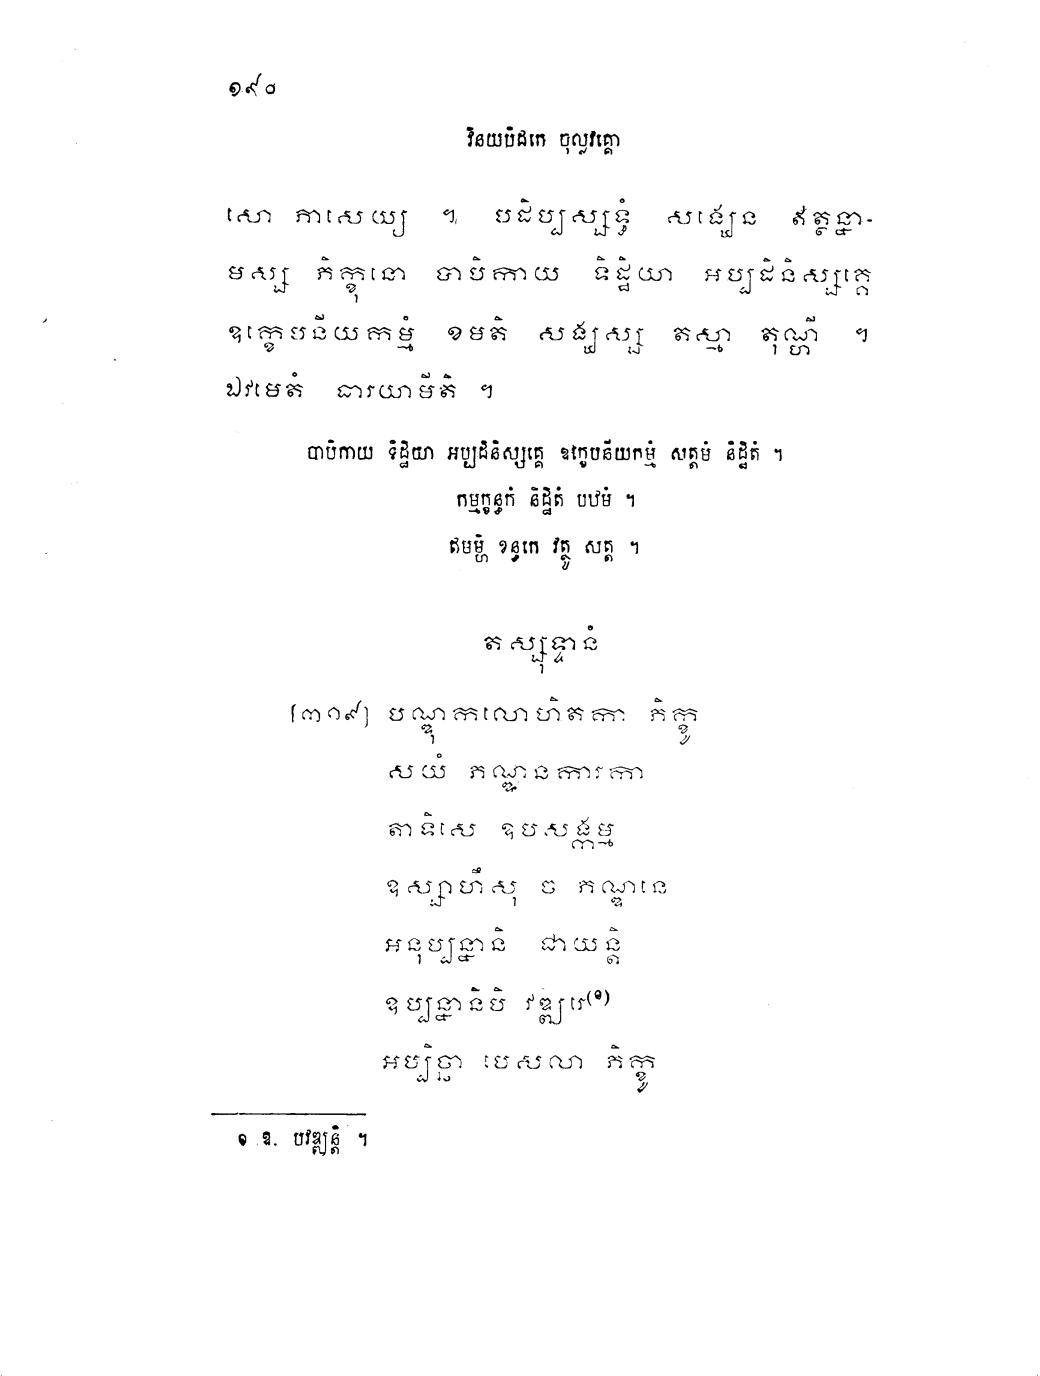 ១៩០
វិនយបិដកេ ចុល្លវគ្គោ
សោ ភាសេយ្យ ៕ បដិប្បស្សទ្ធំ សង្ឃេន ឥត្ថន្នា-
មស្ស ភិក្ខុនោ បាបិកាយ ទិដ្ឋិយា អប្បដិនិស្សគ្គេ
ឧក្ខេបនីយកម្មំ ខមតិ សង្ឃស្ស តស្មា តុណ្ហី ។
ឯវមេតំ ធារយាមីតិ ។
បាបិកាយ ទិដ្ឋិយា អប្បដិនិស្សគ្គេ ឧក្ខេបនីយកម្មំ សត្តមំ និដ្ឋិតំ ។
កម្មក្ខន្ធកំ និដ្ឋិតំ បឋមំ ។
ឥមម្ហិ ខន្ធកេ វត្ថូ សត្ត ។
តស្សុទ្ទានំ
[៣០៩] បណ្ឌុកលោហិតកា ភិក្ខូ
សយំ ភណ្ឌនការកា
តាទិសេ ឧបសង្កម្ម
ឧស្សាហឹសុ ច ភណ្ឌនេ
អនុប្បន្នានិ ជាយន្តិ
ឧប្បន្នានិបិ វឌ្ឍរេ(១)
អប្បិច្ឆា បេសលា ភិក្ខូ
១ ឱ. បវឌ្ឍន្តិ ។